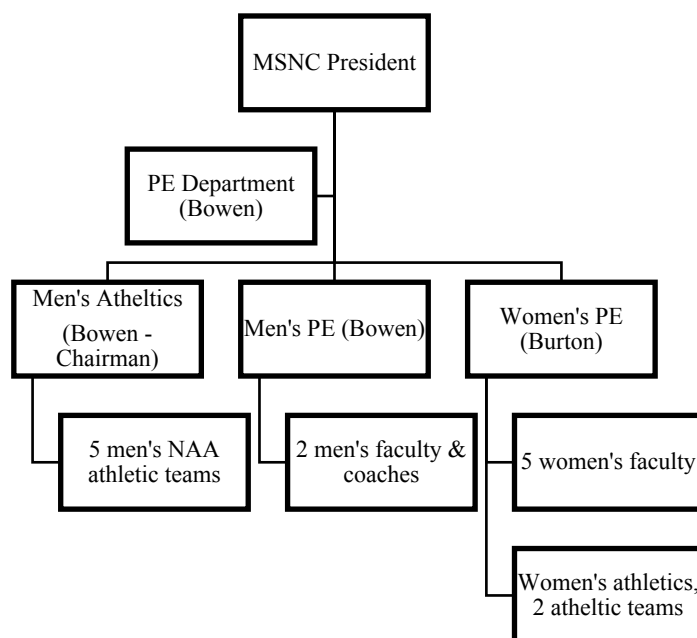 MSNC President
PE Department
(Bowen)
Men's Atheltics
(Bowen -
Chairman)
Men's PE (Bowen)
Women's PE
(Burton)
5 men's NAA
athletic teams
2 men's faculty &
coaches
5 women's faculty
Women's athletics,
2 atheltic teams